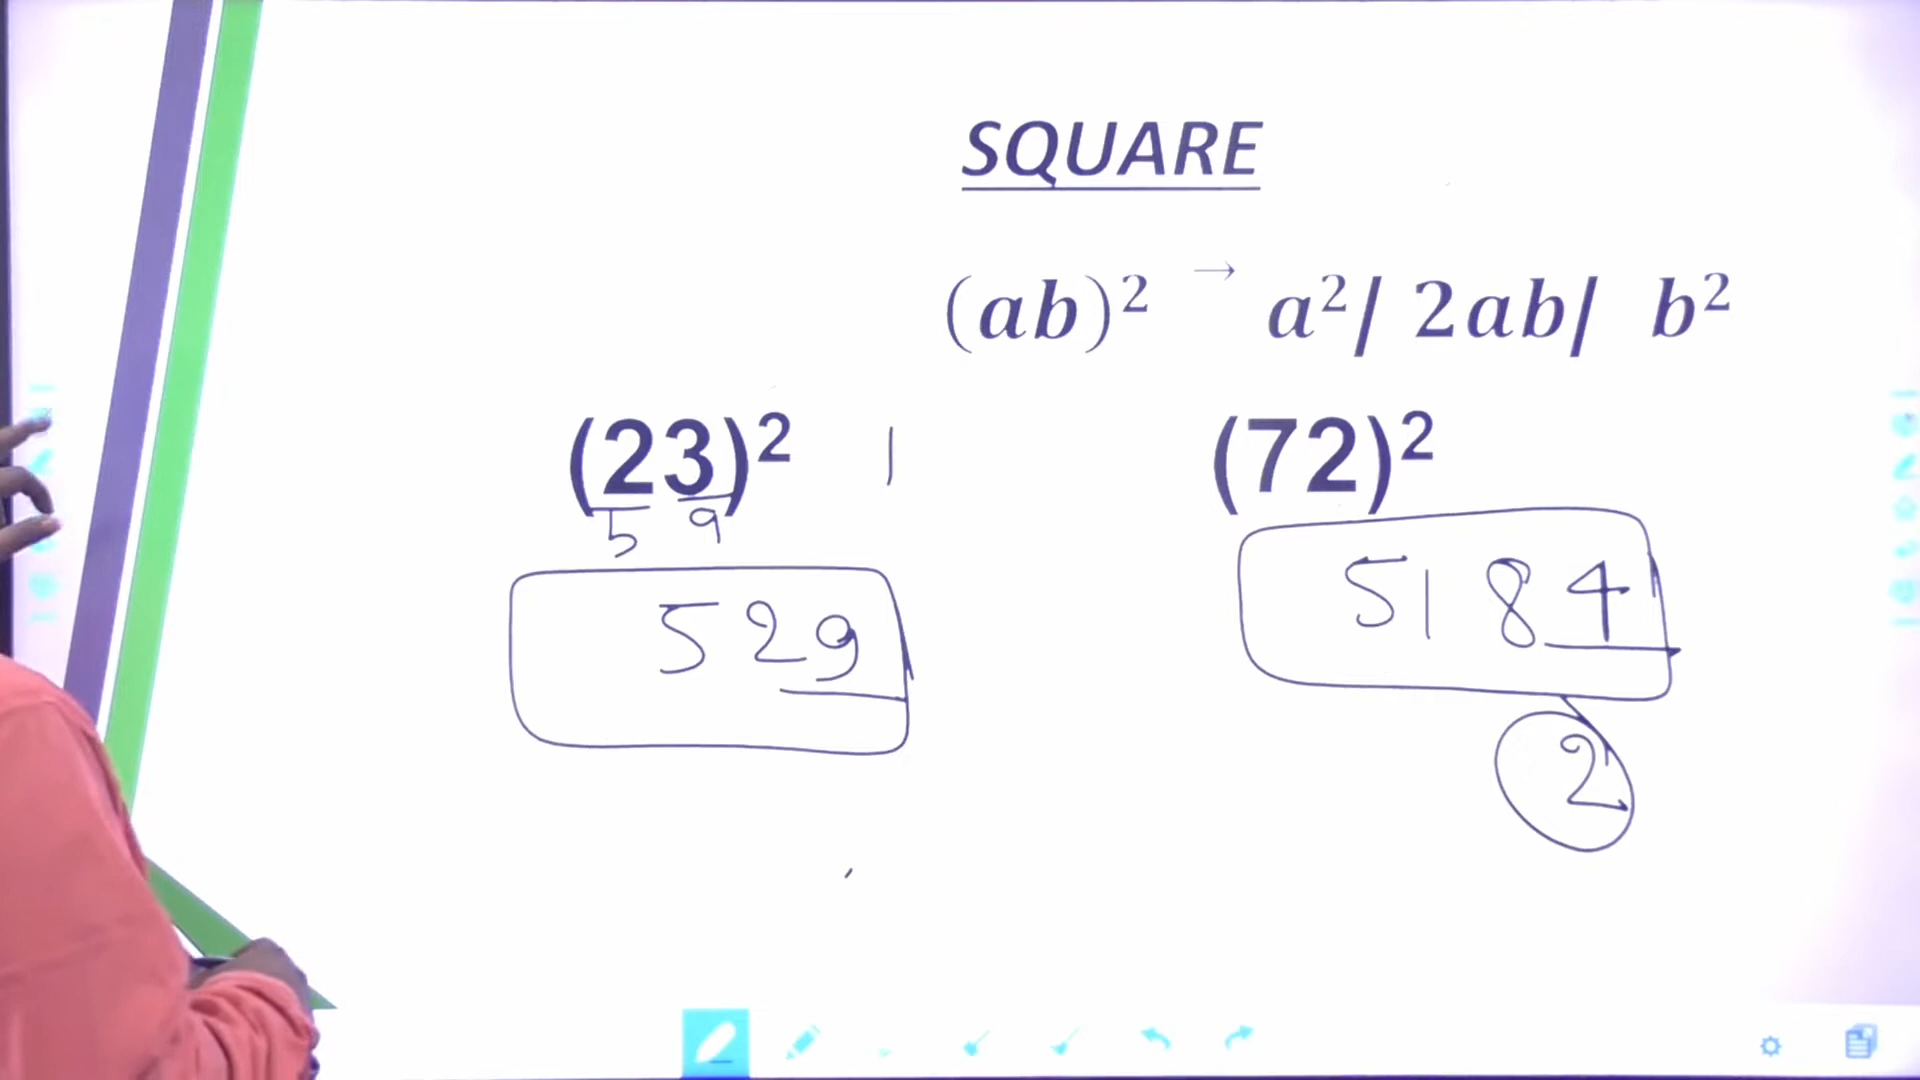 SQUARE
(ab)² → a²/ 2ab/ b²
(23)² | (72)²
5 9
529 5184
2